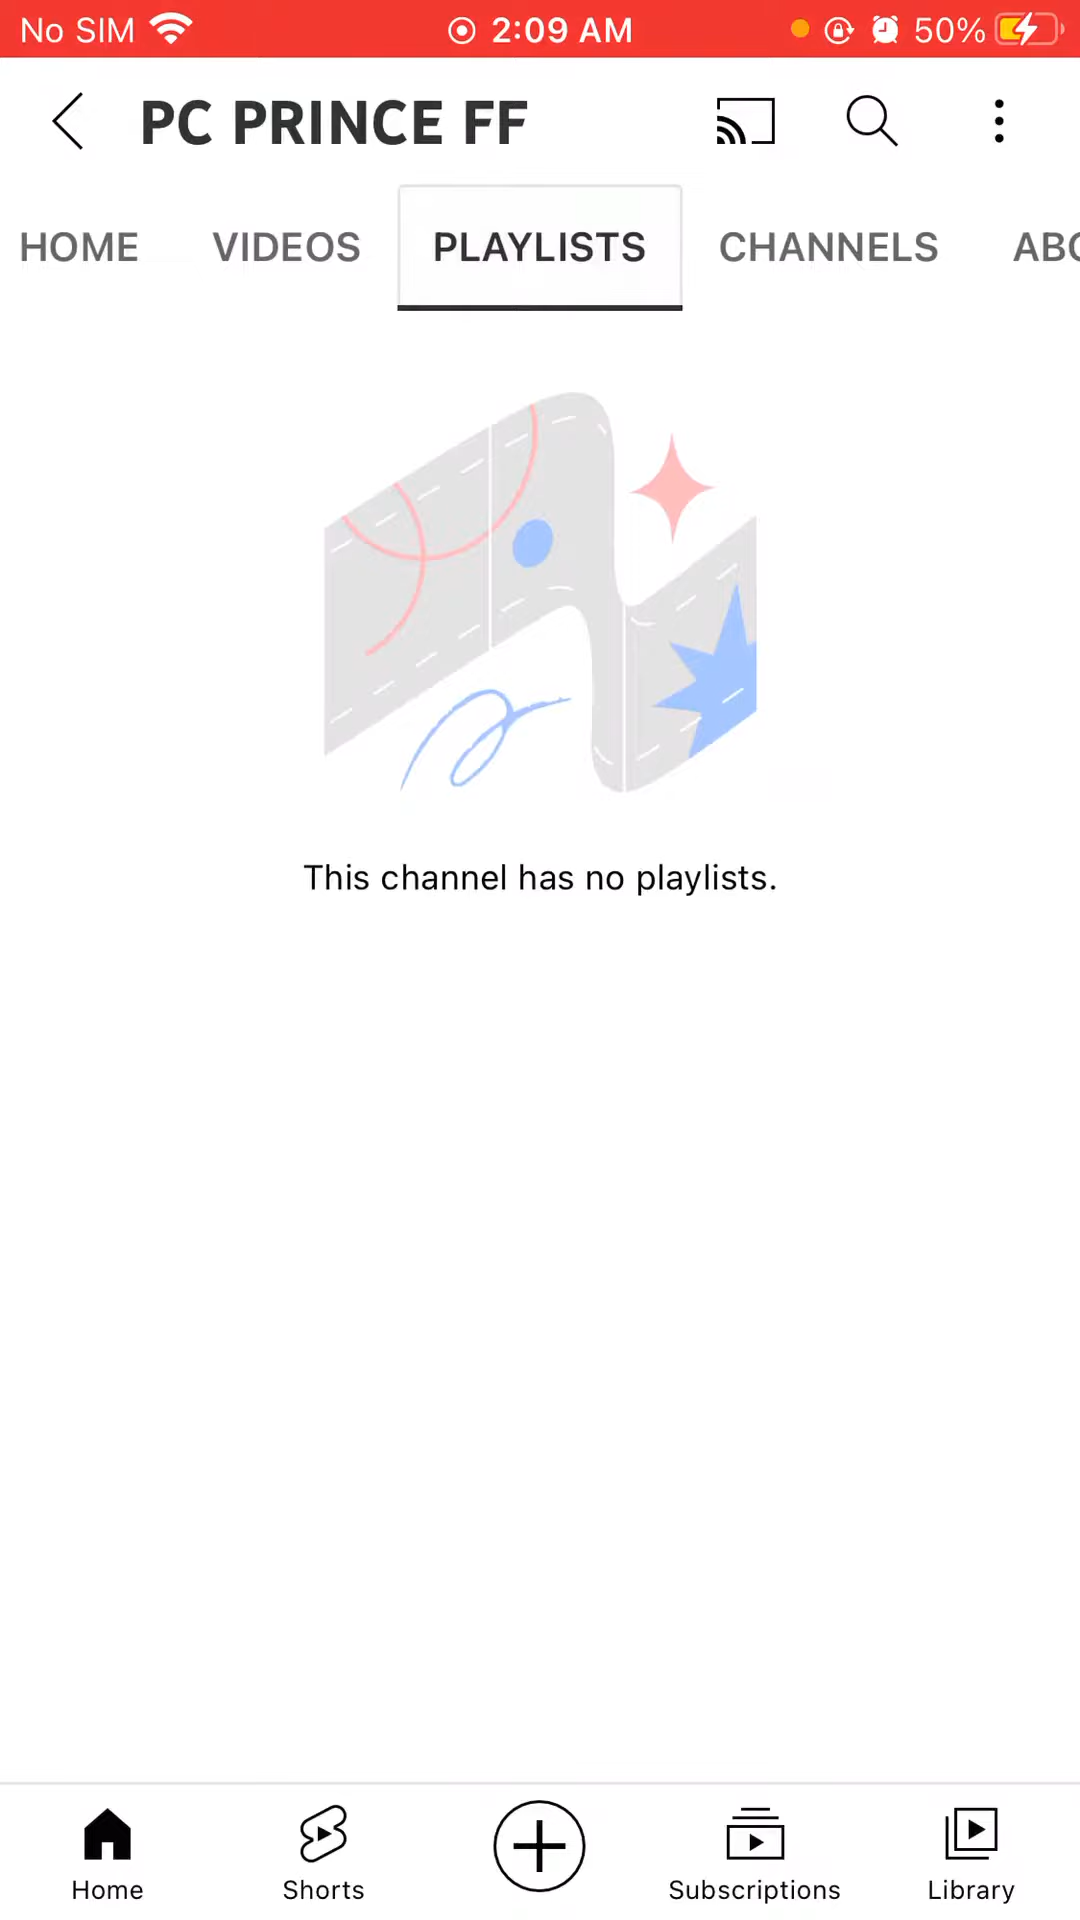 No SIM 2:09 AM 50%
PC PRINCE FF
HOME VIDEOS PLAYLISTS CHANNELS ABO
This channel has no playlists.
Home Shorts Subscriptions Library